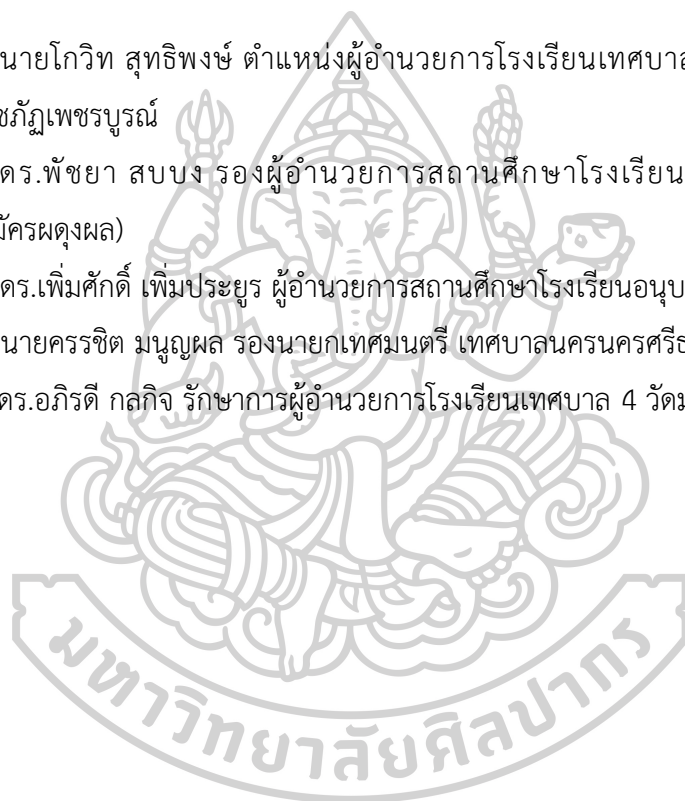 นายโกวิท สุทธิพงษ์ ตำแหน่งผู้อำนวยการโรงเรียนเทศบาล
ชภัฏเพชรบูรณ์
ดร.พัชยา สบบง รองผู้อำนวยการสถานศึกษาโรงเรียน
มัครผดุงผล)
ดร.เพิ่มศักดิ์ เพิ่มประยูร ผู้อำนวยการสถานศึกษาโรงเรียนอนุบ
นายครรชิต มนูญผล รองนายกเทศมนตรี เทศบาลนครนครศรีธ
ดร.อภิรดี กลกิจ รักษาการผู้อำนวยการโรงเรียนเทศบาล 4 วัดม
มหาวิทยาลัยศิลปากร